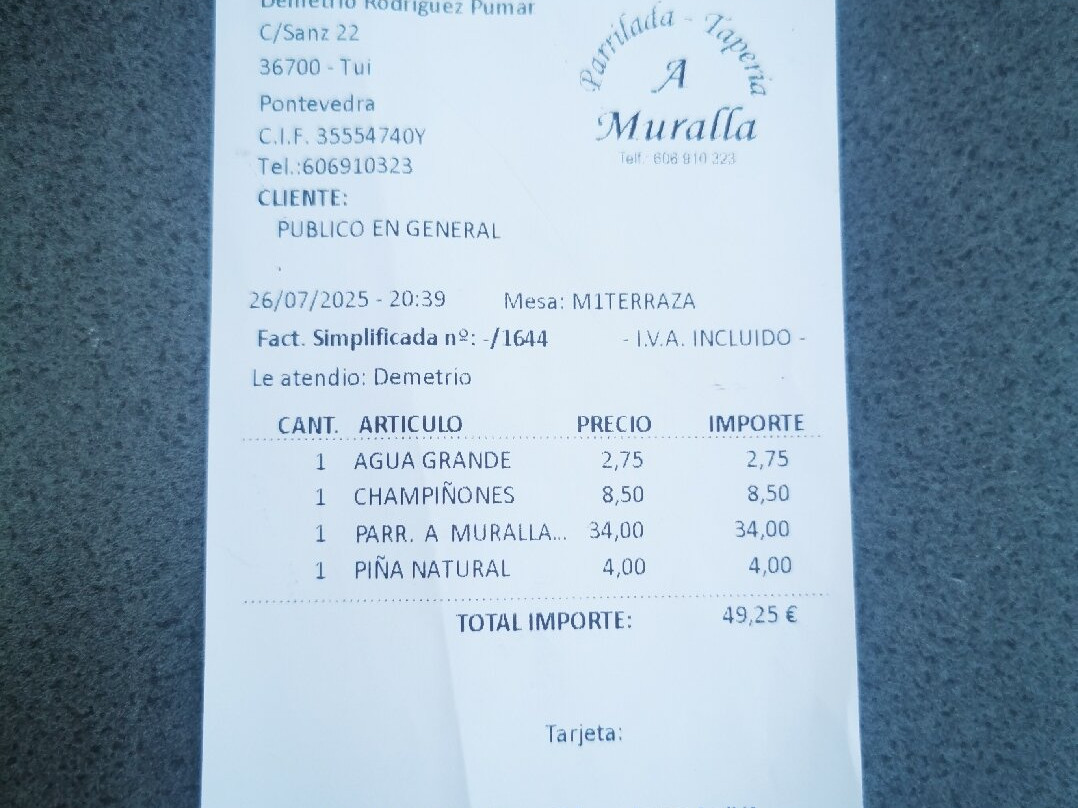 Demetrio Rodriguez Pumar
C/Sanz 22
36700 - Tui
Pontevedra
C.I.F. 35554740Y
Tel.:606910323
Parrilada - Taperia
A
Muralla
Telf.: 606 910 323
CLIENTE:
PUBLICO EN GENERAL
26/07/2025 - 20:39 Mesa: M1TERRAZA
Fact. Simplificada nº: -/1644 - I.V.A. INCLUIDO -
Le atendio: Demetrio
CANT. ARTICULO PRECIO IMPORTE
1 AGUA GRANDE 2,75 2,75
1 CHAMPIÑONES 8,50 8,50
1 PARR. A MURALLA... 34,00 34,00
1 PIÑA NATURAL 4,00 4,00
TOTAL IMPORTE: 49,25 €
Tarjeta: